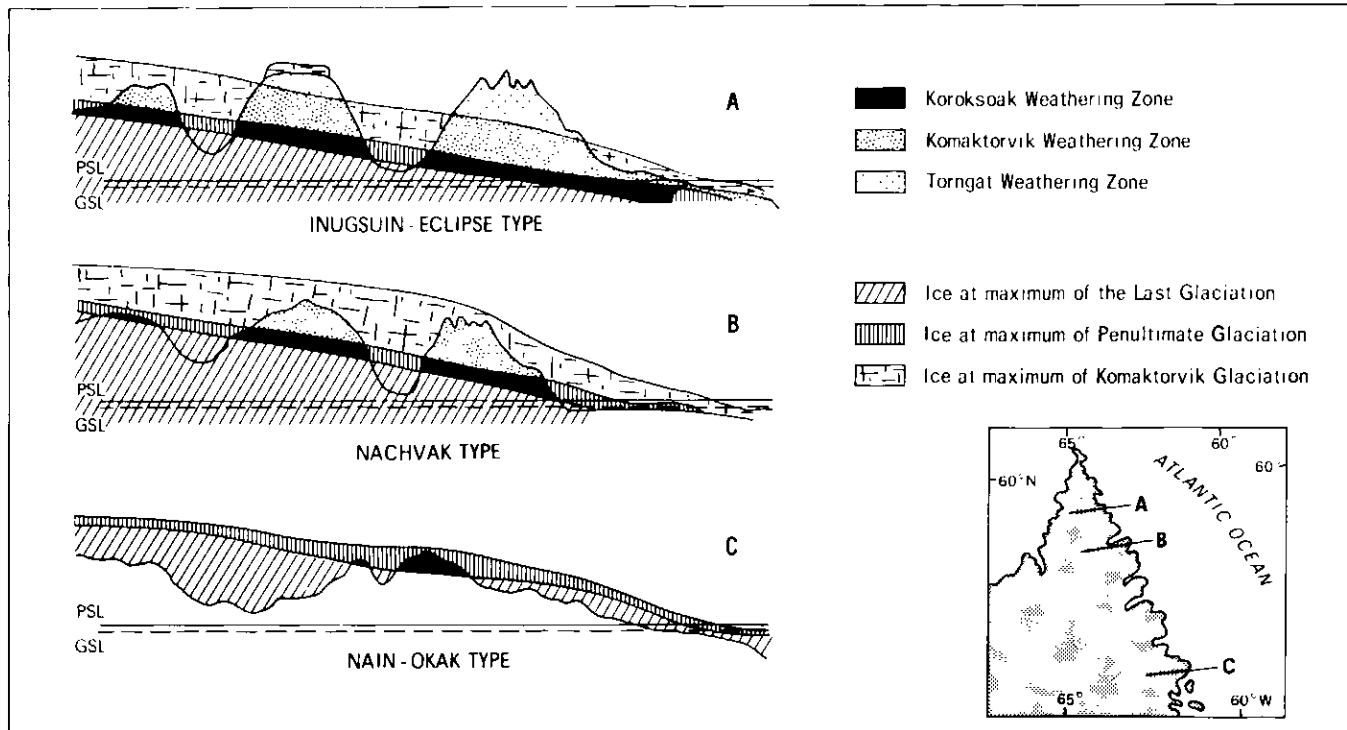 A
PSL
GSL
INUGSUIN - ECLIPSE TYPE
B
PSL
GSL
NACHVAK TYPE
C
PSL
GSL
NAIN - OKAK TYPE
Koroksoak Weathering Zone
Komaktorvik Weathering Zone
Torngat Weathering Zone
Ice at maximum of the Last Glaciation
Ice at maximum of Penultimate Glaciation
Ice at maximum of Komaktorvik Glaciation
65° 60°
60°N 60°
ATLANTIC OCEAN
A
B
C
65° 60°W